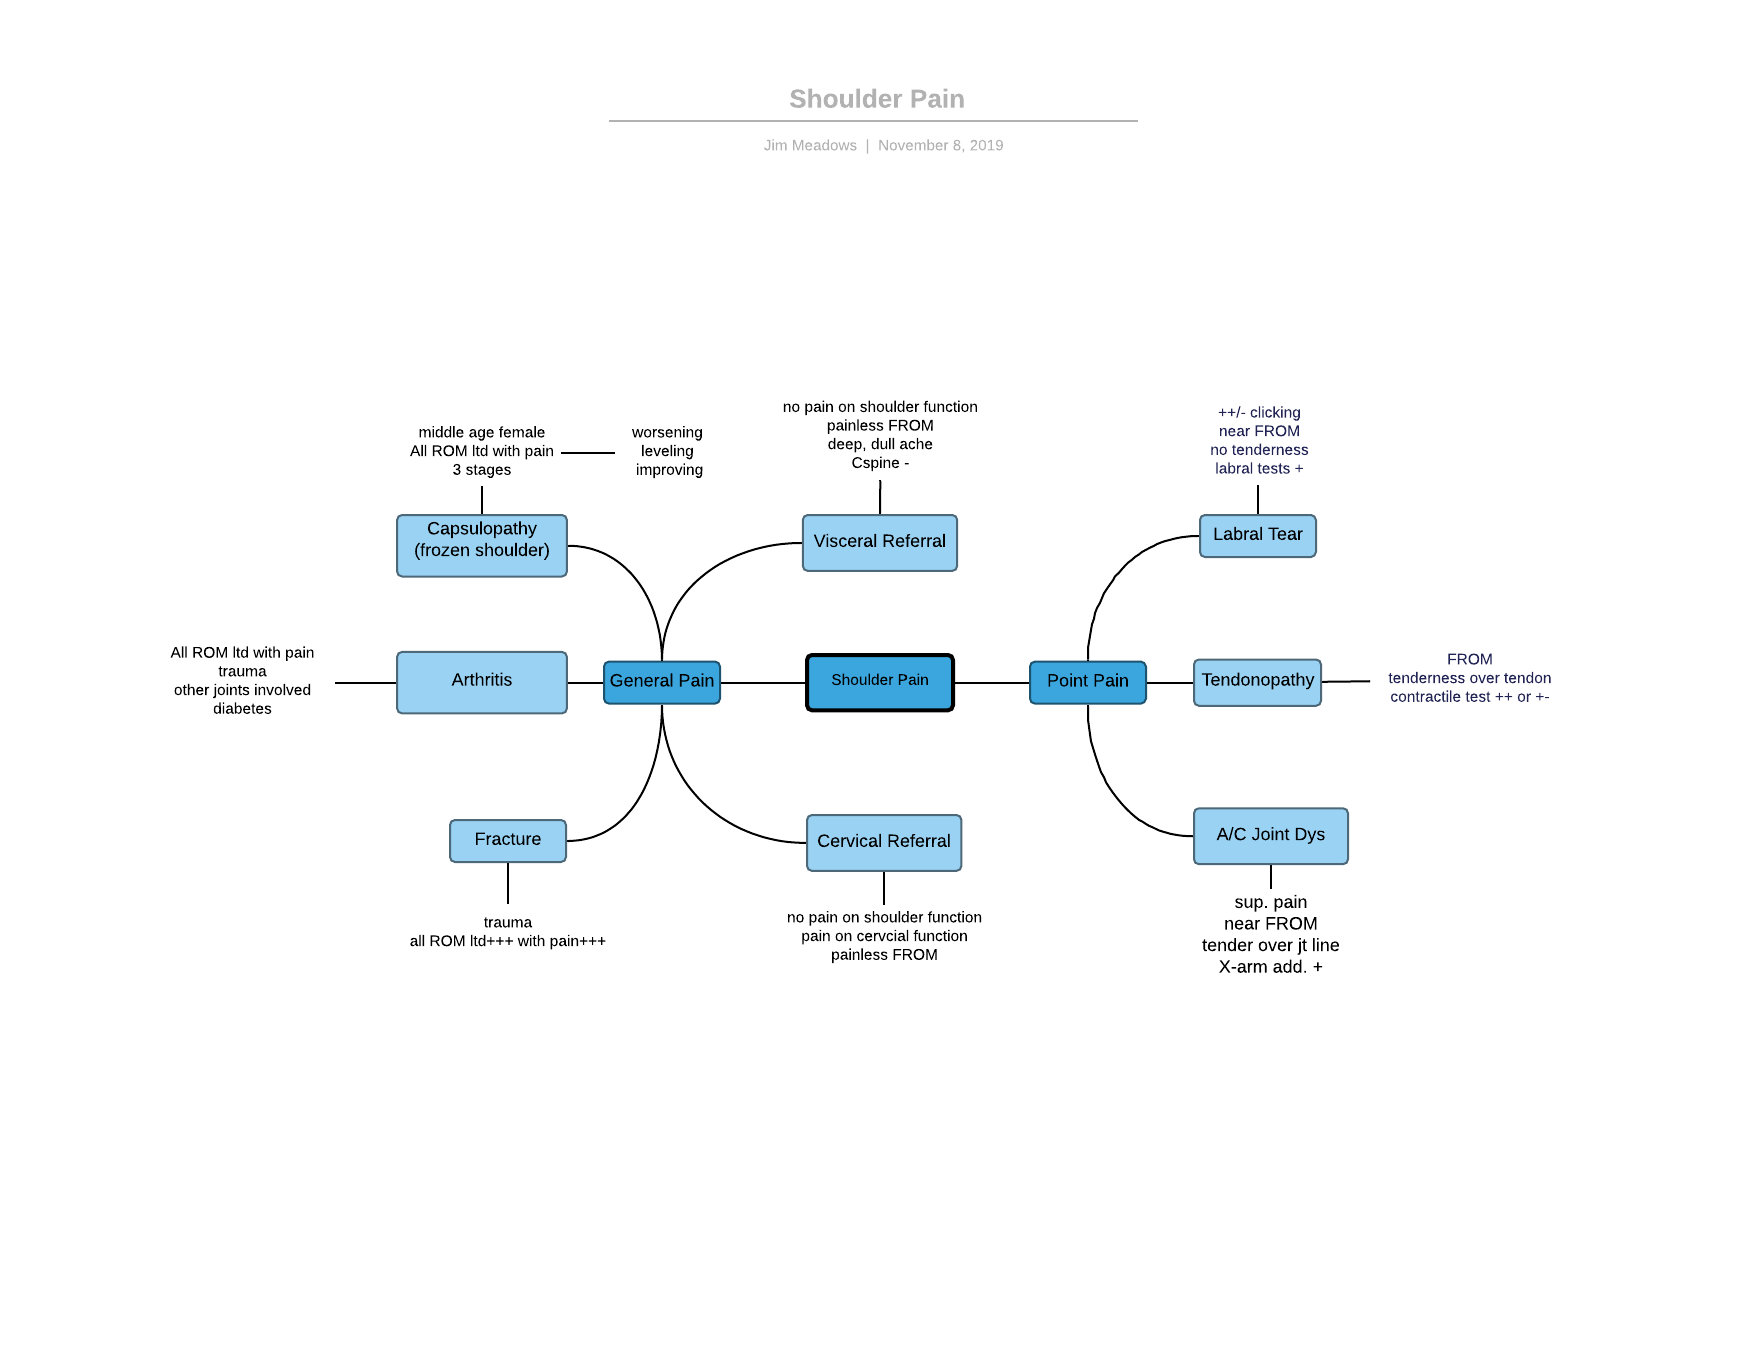 Shoulder Pain
Jim Meadows | November 8, 2019
middle age female
All ROM ltd with pain
3 stages
worsening
leveling
improving
no pain on shoulder function
painless FROM
deep, dull ache
Cspine -
++/- clicking
near FROM
no tenderness
labral tests +
Capsulopathy
(frozen shoulder)
Visceral Referral
Labral Tear
All ROM ltd with pain
trauma
other joints involved
diabetes
Arthritis
General Pain
Shoulder Pain
Point Pain
Tendonopathy
FROM
tenderness over tendon
contractile test ++ or +-
Fracture
Cervical Referral
A/C Joint Dys
trauma
all ROM ltd+++ with pain+++
no pain on shoulder function
pain on cervcial function
painless FROM
sup. pain
near FROM
tender over jt line
X-arm add. +